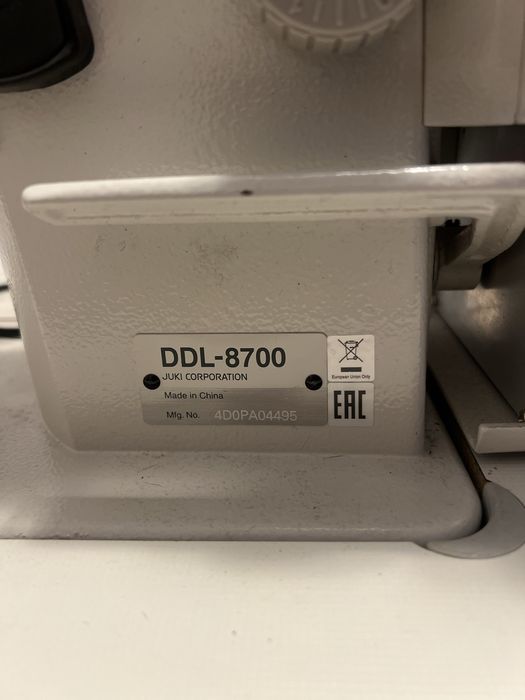 DDL-8700
JUKI CORPORATION
Made in China
Mfg. No. 4D0PA04495
European Union Only
EAC